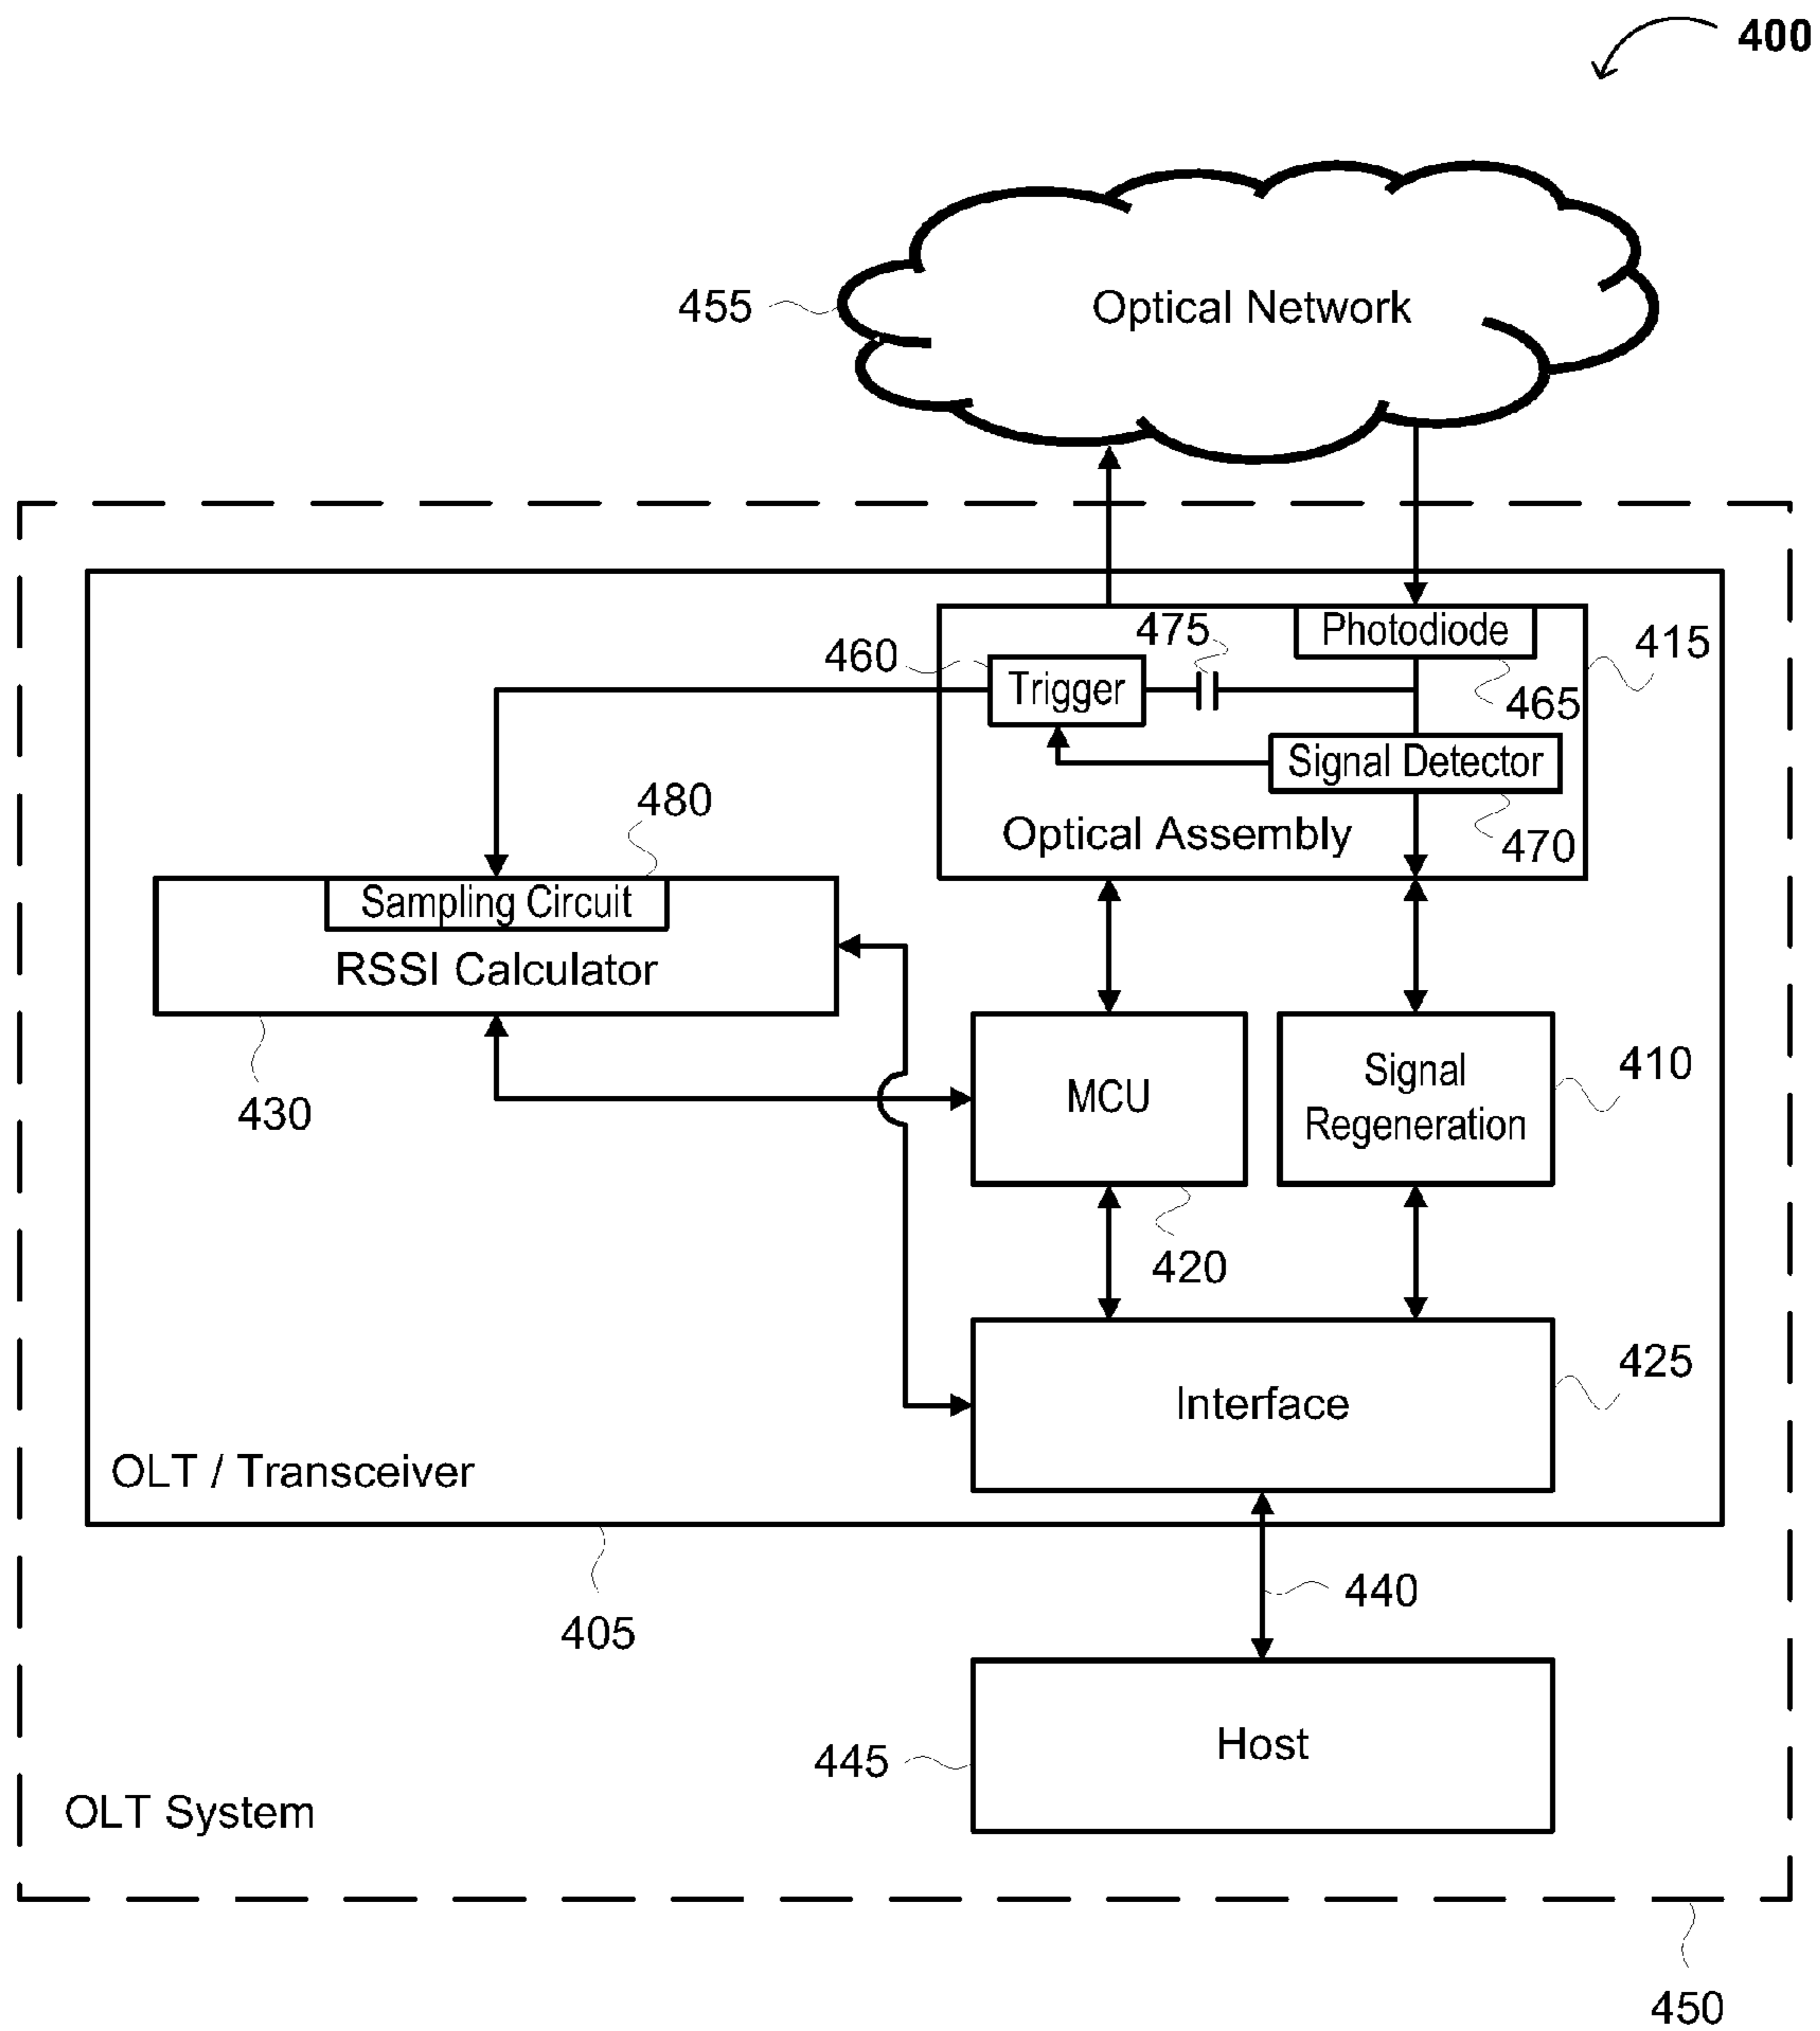 400
455
Optical Network
475
Photodiode
415
460
Trigger
465
Signal Detector
480
Optical Assembly
470
Sampling Circuit
RSSI Calculator
430
MCU
Signal
Regeneration
410
420
425
Interface
OLT / Transceiver
405
440
445
Host
OLT System
450